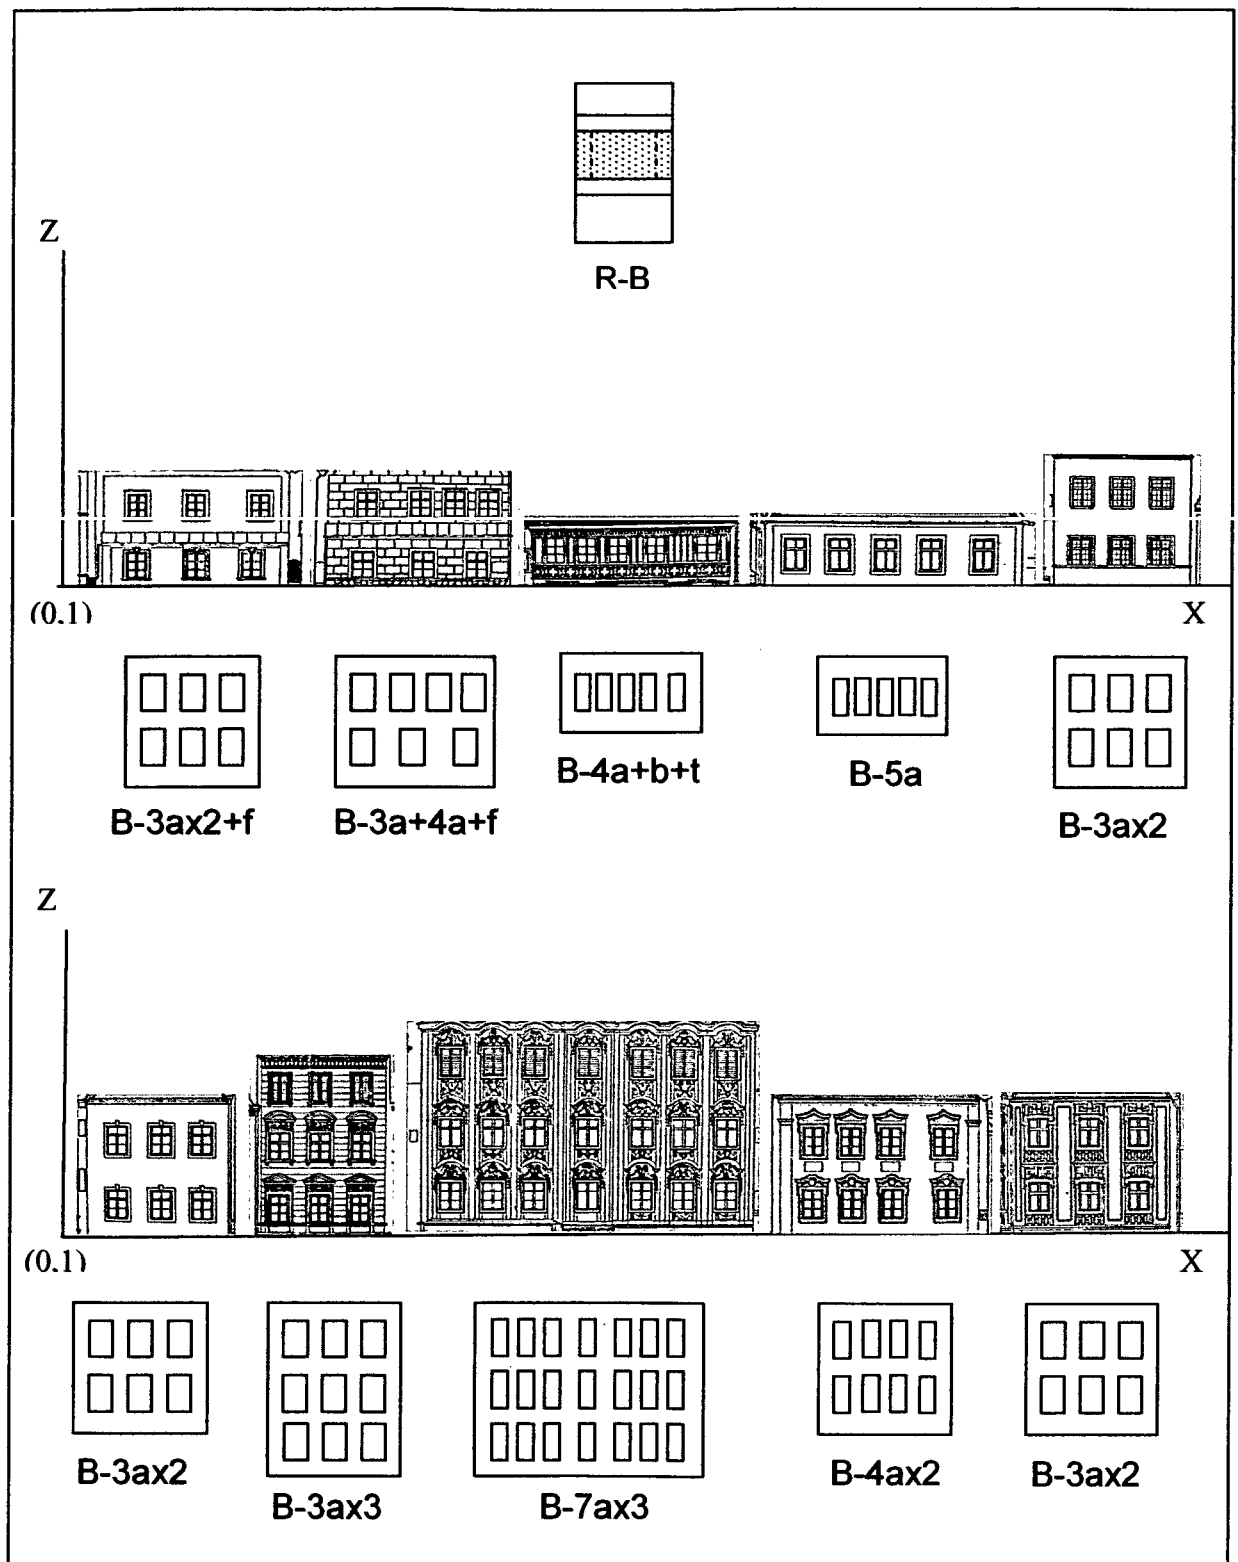 R-B
Z
(0,1)
X
B-3ax2+f
B-3a+4a+f
B-4a+b+t
B-5a
B-3ax2
Z
(0,1)
X
B-3ax2
B-3ax3
B-7ax3
B-4ax2
B-3ax2